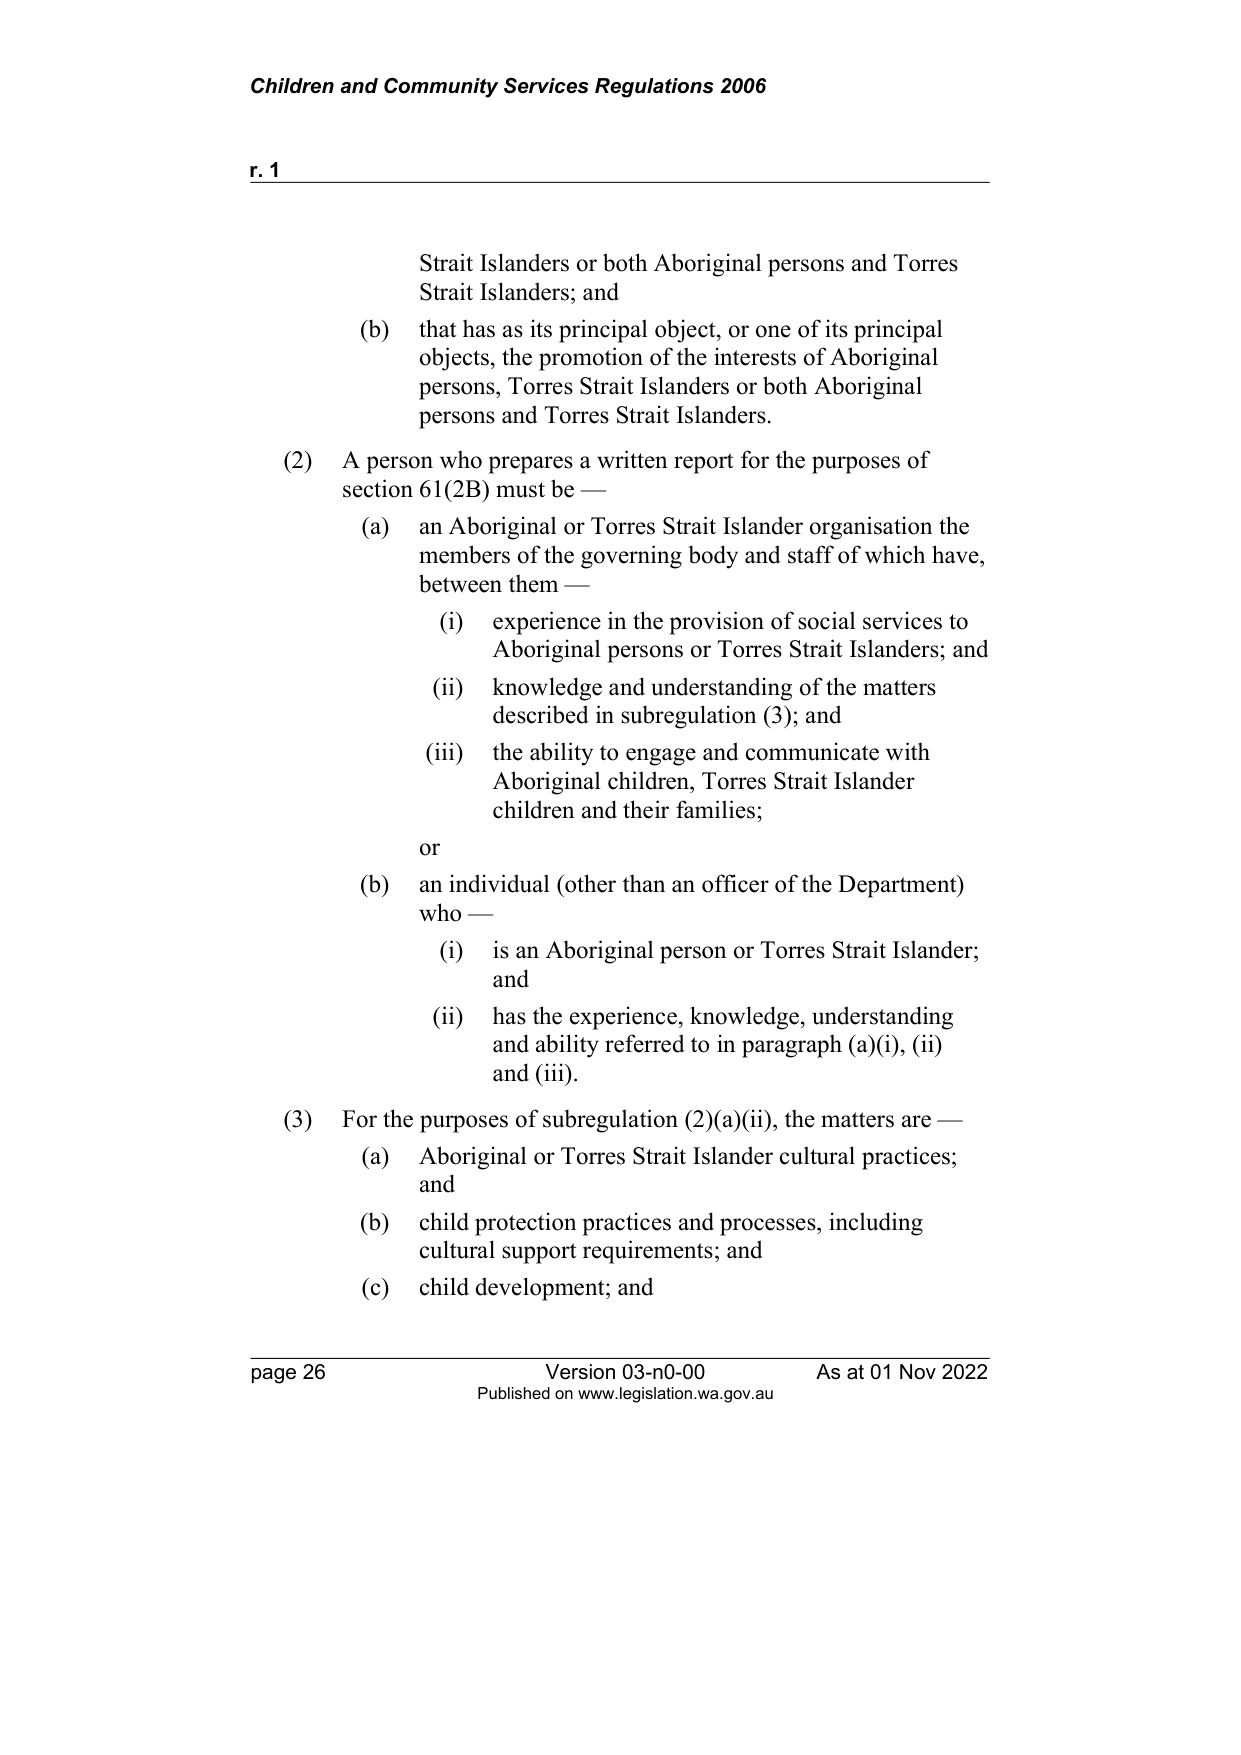 Children and Community Services Regulations 2006
r. 1
Strait Islanders or both Aboriginal persons and Torres
Strait Islanders; and
(b) that has as its principal object, or one of its principal
objects, the promotion of the interests of Aboriginal
persons, Torres Strait Islanders or both Aboriginal
persons and Torres Strait Islanders.
(2) A person who prepares a written report for the purposes of
section 61(2B) must be —
(a) an Aboriginal or Torres Strait Islander organisation the
members of the governing body and staff of which have,
between them —
(i) experience in the provision of social services to
Aboriginal persons or Torres Strait Islanders; and
(ii) knowledge and understanding of the matters
described in subregulation (3); and
(iii) the ability to engage and communicate with
Aboriginal children, Torres Strait Islander
children and their families;
or
(b) an individual (other than an officer of the Department)
who —
(i) is an Aboriginal person or Torres Strait Islander;
and
(ii) has the experience, knowledge, understanding
and ability referred to in paragraph (a)(i), (ii)
and (iii).
(3) For the purposes of subregulation (2)(a)(ii), the matters are —
(a) Aboriginal or Torres Strait Islander cultural practices;
and
(b) child protection practices and processes, including
cultural support requirements; and
(c) child development; and
page 26 Version 03-n0-00 As at 01 Nov 2022
Published on www.legislation.wa.gov.au